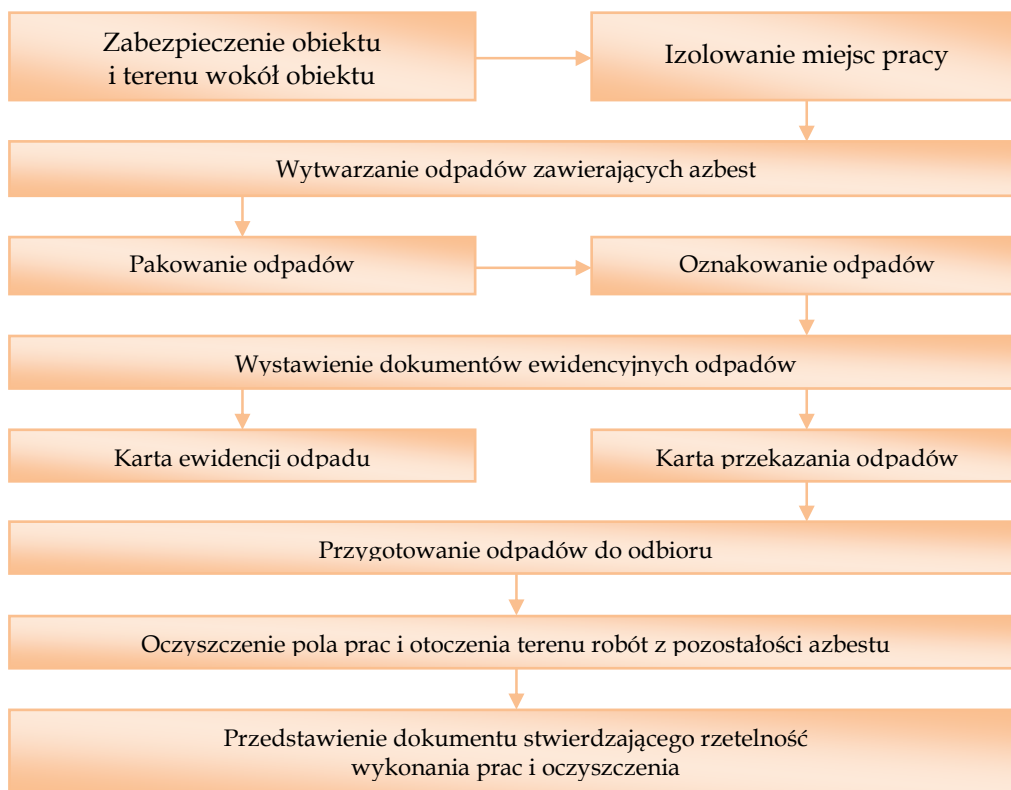 Zabezpieczenie obiektu
i terenu wokół obiektu
Izolowanie miejsc pracy
Wytwarzanie odpadów zawierających azbest
Pakowanie odpadów
Oznakowanie odpadów
Wystawienie dokumentów ewidencyjnych odpadów
Karta ewidencji odpadu
Karta przekazania odpadów
Przygotowanie odpadów do odbioru
Oczyszczenie pola prac i otoczenia terenu robót z pozostałości azbestu
Przedstawienie dokumentu stwierdzającego rzetelność
wykonania prac i oczyszczenia